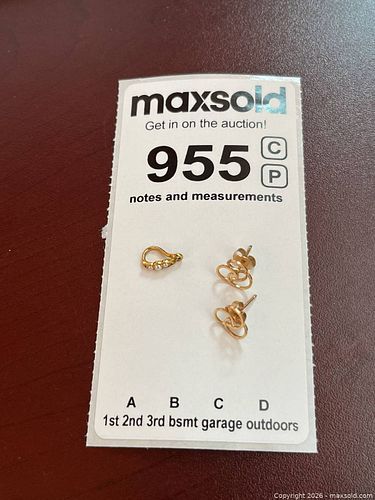 maxsold
Get in on the auction!
955
C
P
notes and measurements
A B C D
1st 2nd 3rd bsmt garage outdoors
Copyright 2026 - maxsold.com